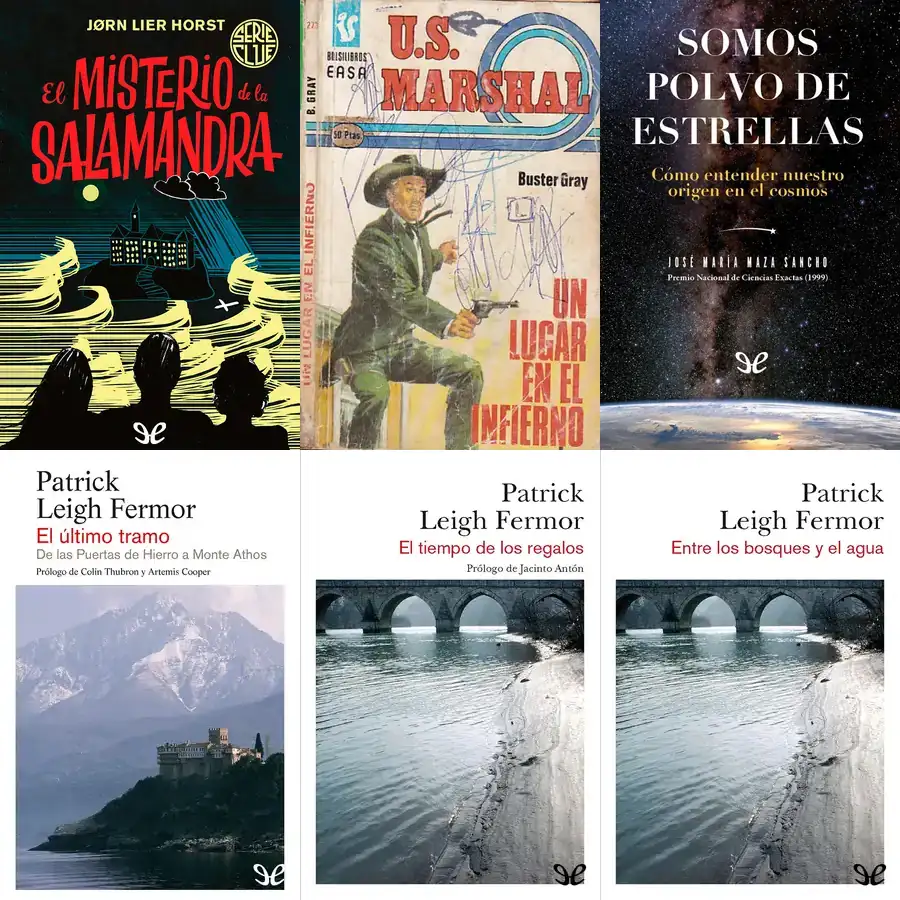 JØRN LIER HORST
SERIE
CLUE
El MISTERIO de la
SALAMANDRA
273
B. GRAY
UN LUGAR EN EL INFIERNO
BOLSILIBROS
EASA
U.S.
MARSHAL
50 Ptas.
Buster Gray
UN
LUGAR
EN EL
INFIERNO
SOMOS
POLVO DE
ESTRELLAS
Cómo entender nuestro
origen en el cosmos
JOSÉ MARÍA MAZA SANCHO
Premio Nacional de Ciencias Exactas (1999)
Patrick
Leigh Fermor
El último tramo
De las Puertas de Hierro a Monte Athos
Prólogo de Colin Thubron y Artemis Cooper
Patrick
Leigh Fermor
El tiempo de los regalos
Prólogo de Jacinto Antón
Patrick
Leigh Fermor
Entre los bosques y el agua